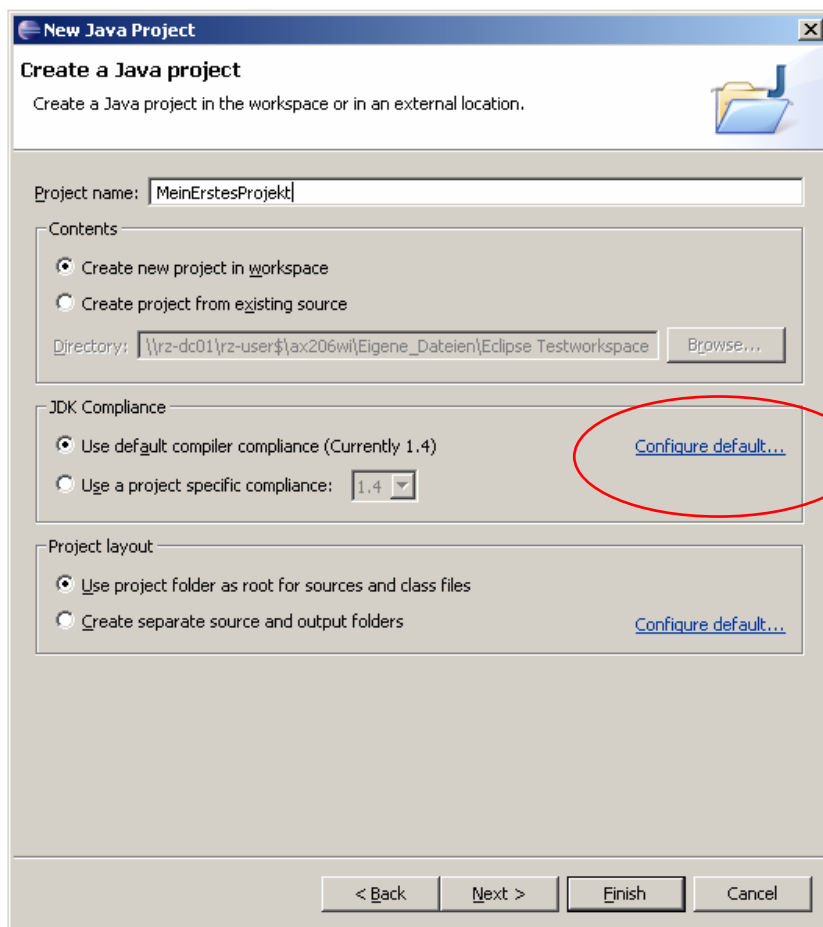 New Java Project
Create a Java project
Create a Java project in the workspace or in an external location.
Project name: MeinErstesProjekt
Contents
Create new project in workspace
Create project from existing source
Directory: \\rz-dc01\rz-user$\ax206wi\Eigene_Dateien\Eclipse Testworkspace Browse...
JDK Compliance
Use default compiler compliance (Currently 1.4) Configure default...
Use a project specific compliance: 1.4
Project layout
Use project folder as root for sources and class files
Create separate source and output folders Configure default...
< Back Next > Finish Cancel